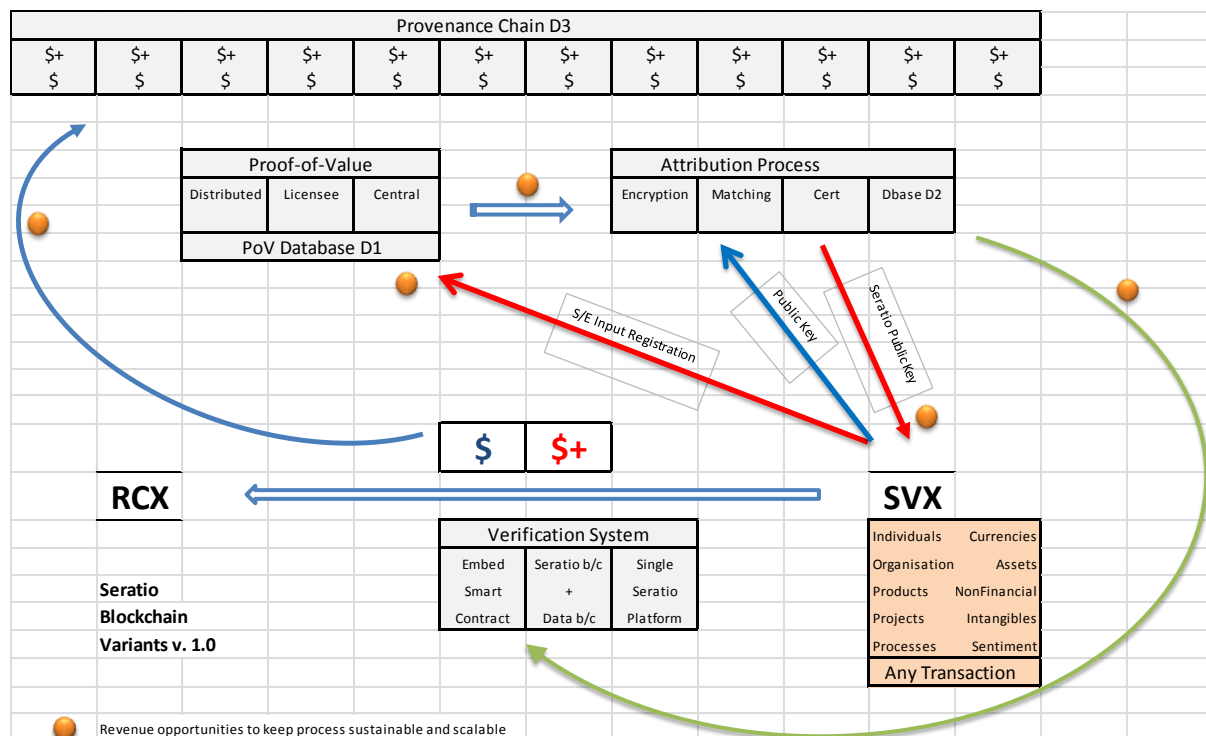 Provenance Chain D3
$+ $+ $+ $+ $+ $+ $+ $+ $+ $+ $+ $+
$ $ $ $ $ $ $ $ $ $ $ $
Proof-of-Value
Distributed Licensee Central
PoV Database D1
Attribution Process
Encryption Matching Cert Dbase D2
S/E Input Registration
Public Key
Seratio Public Key
$ $+
RCX
SVX
Verification System
Embed Seratio b/c Single
Smart + Seratio
Contract Data b/c Platform
Individuals Currencies
Organisation Assets
Products NonFinancial
Projects Intangibles
Processes Sentiment
Any Transaction
Seratio
Blockchain
Variants v. 1.0
Revenue opportunities to keep process sustainable and scalable